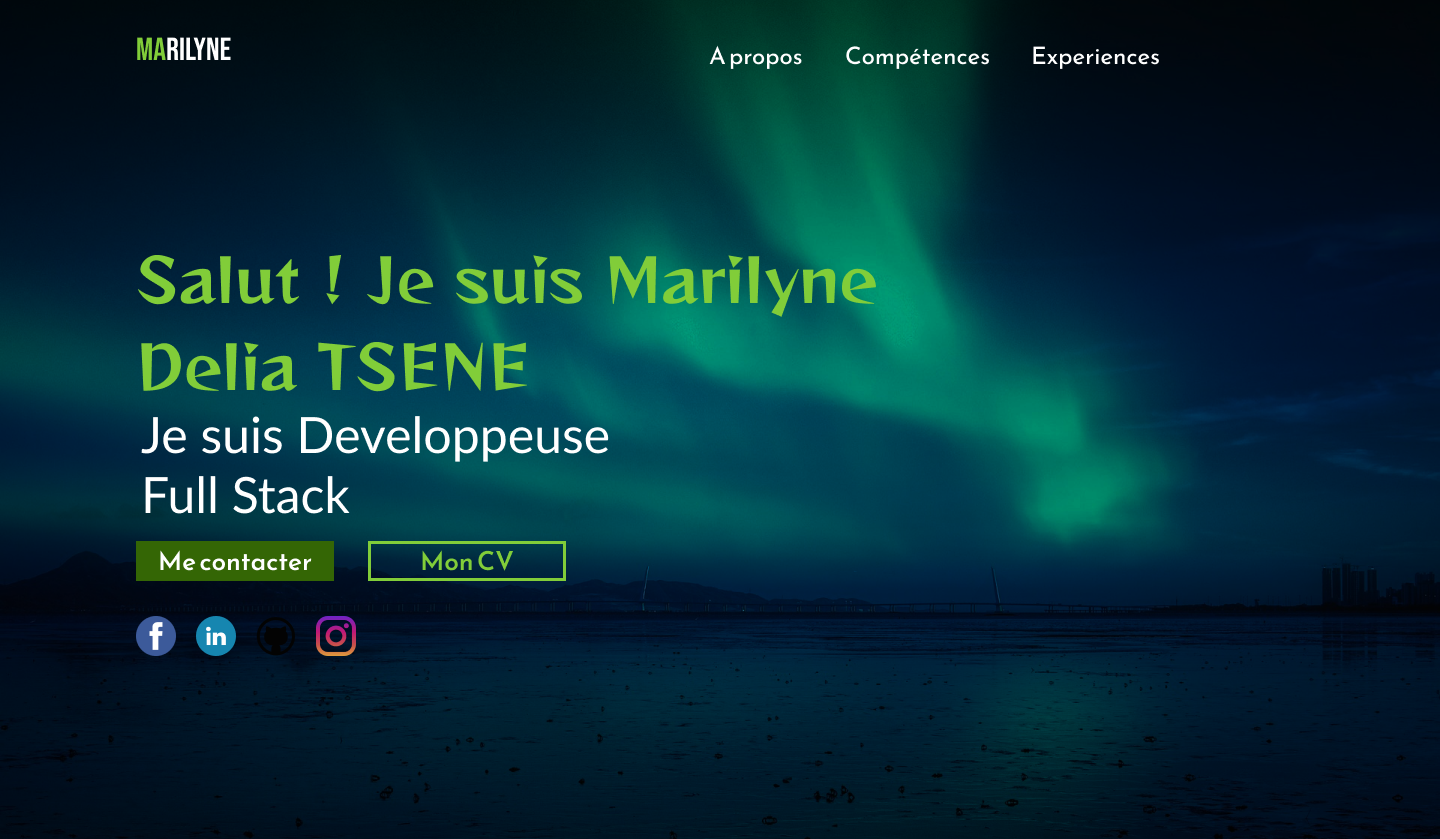 MARILYNE
A propos
Compétences
Experiences
Salut ! Je suis Marilyne
Delia TSENE
Je suis Developpeuse
Full Stack
Me contacter
Mon CV
f
in